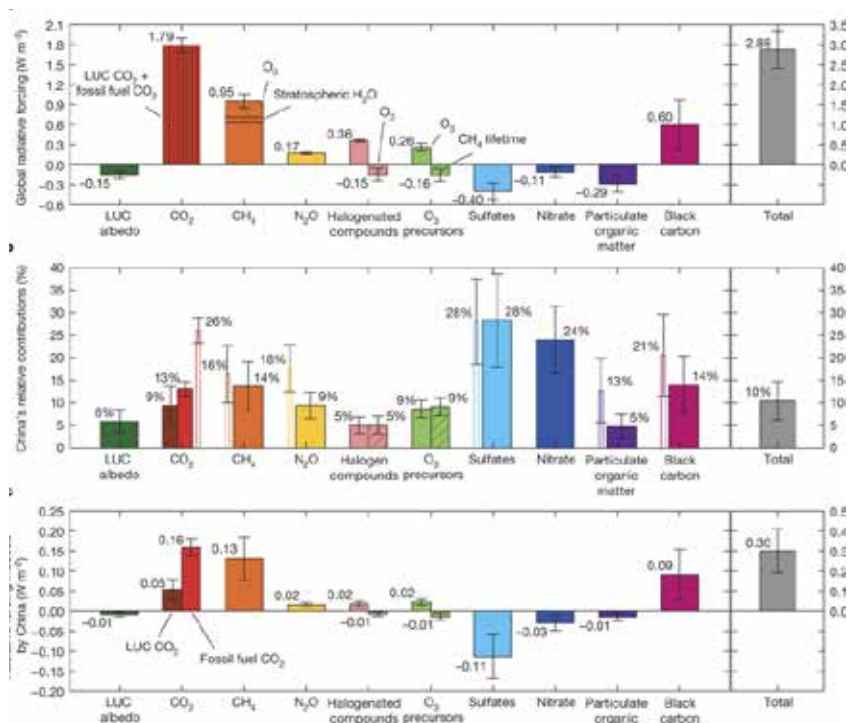 Global radiative forcing (W m⁻²)
2.1
1.8
1.5
1.2
0.9
0.6
0.3
0.0
−0.3
−0.6
LUC CO₂ +
fossil fuel CO₂
−0.15
1.79
0.95
O₃
Stratospheric H₂O
0.17
0.36
−0.15
O₃
0.26
−0.16
O₃
CH₄ lifetime
−0.40
−0.11
−0.29
0.60
3.5
3.0
2.5
2.0
1.5
1.0
0.5
0.0
LUC
albedo
CO₂
CH₄
N₂O
Halogenated
compounds
O₃
precursors
Sulfates
Nitrate
Particulate
organic
matter
Black
carbon
Total
China's relative contributions (%)
40
35
30
25
20
15
10
5
0
6%
9%
13%
26%
16%
14%
18%
9%
5%
5%
9%
9%
28%
28%
24%
13%
5%
21%
14%
10%
LUC
albedo
CO₂
CH₄
N₂O
Halogen
compounds
O₃
precursors
Sulfates
Nitrate
Particulate
organic
matter
Black
carbon
Total
by China (W m⁻²)
0.25
0.20
0.15
0.10
0.05
0.00
−0.05
−0.10
−0.15
−0.20
−0.01
0.05
0.16
LUC CO₂
Fossil fuel CO₂
0.13
0.02
0.02
−0.01
0.02
−0.01
−0.11
−0.03
−0.01
0.09
0.30
LUC
albedo
CO₂
CH₄
N₂O
Halogenated
compounds
O₃
precursors
Sulfates
Nitrate
Particulate
organic
Black
carbon
Total